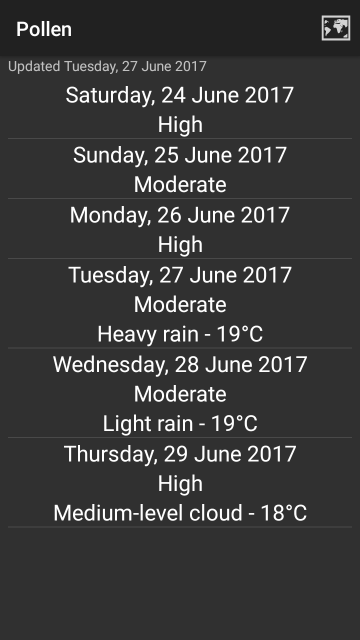 Pollen
Updated Tuesday, 27 June 2017
Saturday, 24 June 2017
High
Sunday, 25 June 2017
Moderate
Monday, 26 June 2017
High
Tuesday, 27 June 2017
Moderate
Heavy rain - 19°C
Wednesday, 28 June 2017
Moderate
Light rain - 19°C
Thursday, 29 June 2017
High
Medium-level cloud - 18°C